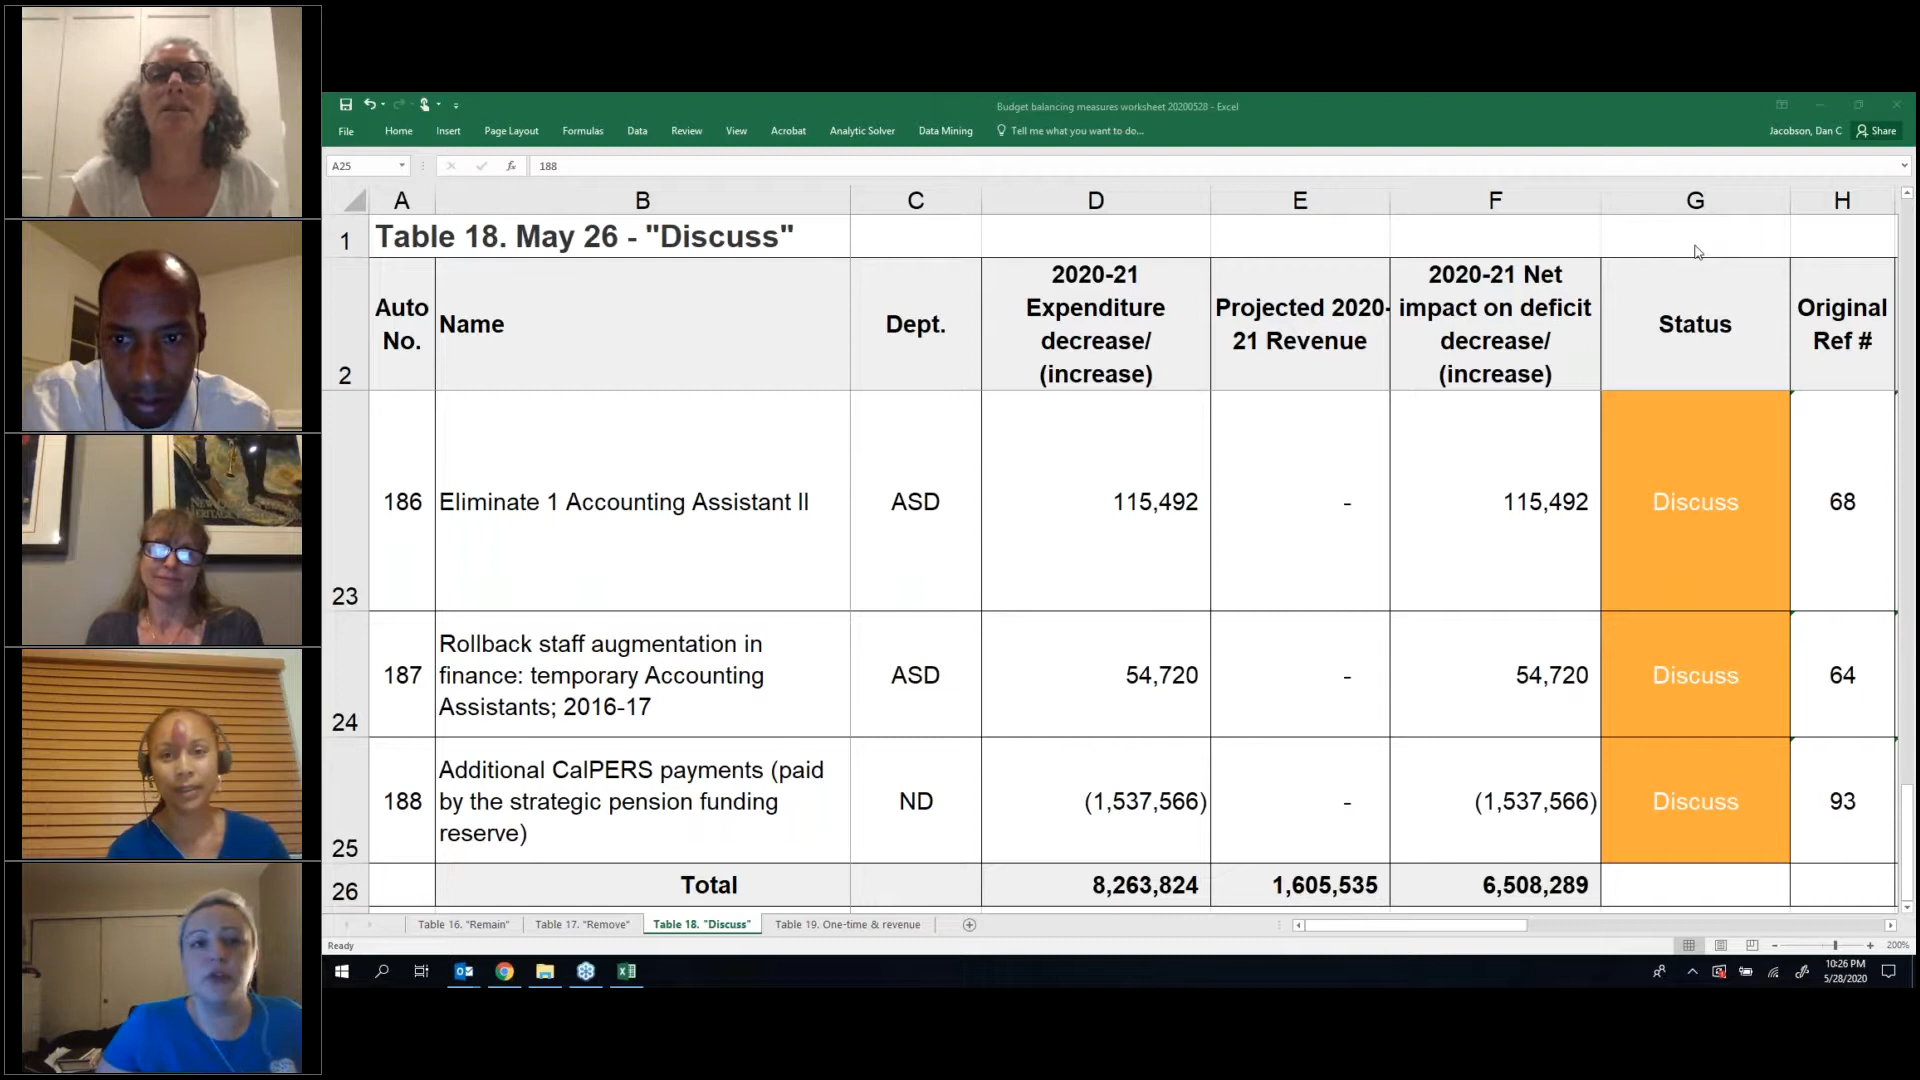 Budget balancing measures worksheet 20200528 - Excel
File Home Insert Page Layout Formulas Data Review View Acrobat Analytic Solver Data Mining Tell me what you want to do... Jacobson, Dan C Share
A25 fx 188
A B C D E F G H
1 Table 18. May 26 - "Discuss"
2
Auto
No.
Name
Dept.
2020-21
Expenditure
decrease/
(increase)
Projected 2020-
21 Revenue
2020-21 Net
impact on deficit
decrease/
(increase)
Status
Original
Ref #
186 Eliminate 1 Accounting Assistant II ASD 115,492 - 115,492 Discuss 68
23
Rollback staff augmentation in
187 finance: temporary Accounting ASD 54,720 - 54,720 Discuss 64
Assistants; 2016-17
24
Additional CalPERS payments (paid
188 by the strategic pension funding ND (1,537,566) - (1,537,566) Discuss 93
reserve)
25
26 Total 8,263,824 1,605,535 6,508,289
Table 16. "Remain" Table 17. "Remove" Table 18. "Discuss" Table 19. One-time & revenue
Ready 200%
10:26 PM
5/28/2020